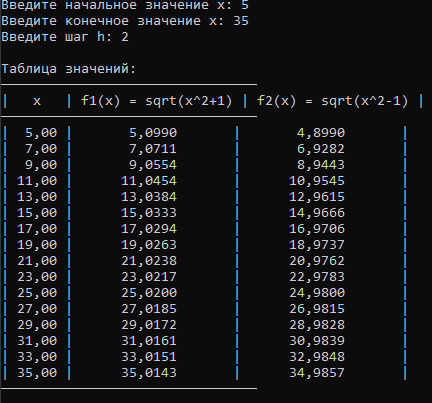 Введите начальное значение x: 5
Введите конечное значение x: 35
Введите шаг h: 2
Таблица значений:
| x | f1(x) = sqrt(x^2+1) | f2(x) = sqrt(x^2-1) |
| 5,00 | 5,0990 | 4,8990 |
| 7,00 | 7,0711 | 6,9282 |
| 9,00 | 9,0554 | 8,9443 |
| 11,00 | 11,0454 | 10,9545 |
| 13,00 | 13,0384 | 12,9615 |
| 15,00 | 15,0333 | 14,9666 |
| 17,00 | 17,0294 | 16,9706 |
| 19,00 | 19,0263 | 18,9737 |
| 21,00 | 21,0238 | 20,9762 |
| 23,00 | 23,0217 | 22,9783 |
| 25,00 | 25,0200 | 24,9800 |
| 27,00 | 27,0185 | 26,9815 |
| 29,00 | 29,0172 | 28,9828 |
| 31,00 | 31,0161 | 30,9839 |
| 33,00 | 33,0151 | 32,9848 |
| 35,00 | 35,0143 | 34,9857 |